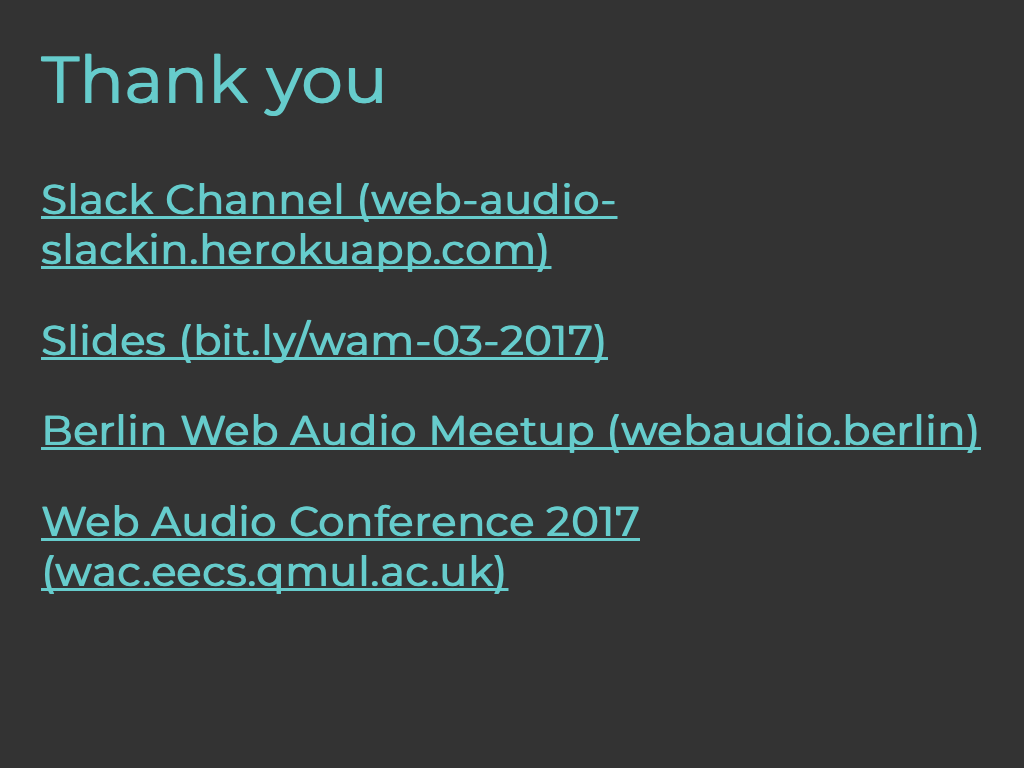 Thank you
Slack Channel (web-audio-
slackin.herokuapp.com)
Slides (bit.ly/wam-03-2017)
Berlin Web Audio Meetup (webaudio.berlin)
Web Audio Conference 2017
(wac.eecs.qmul.ac.uk)